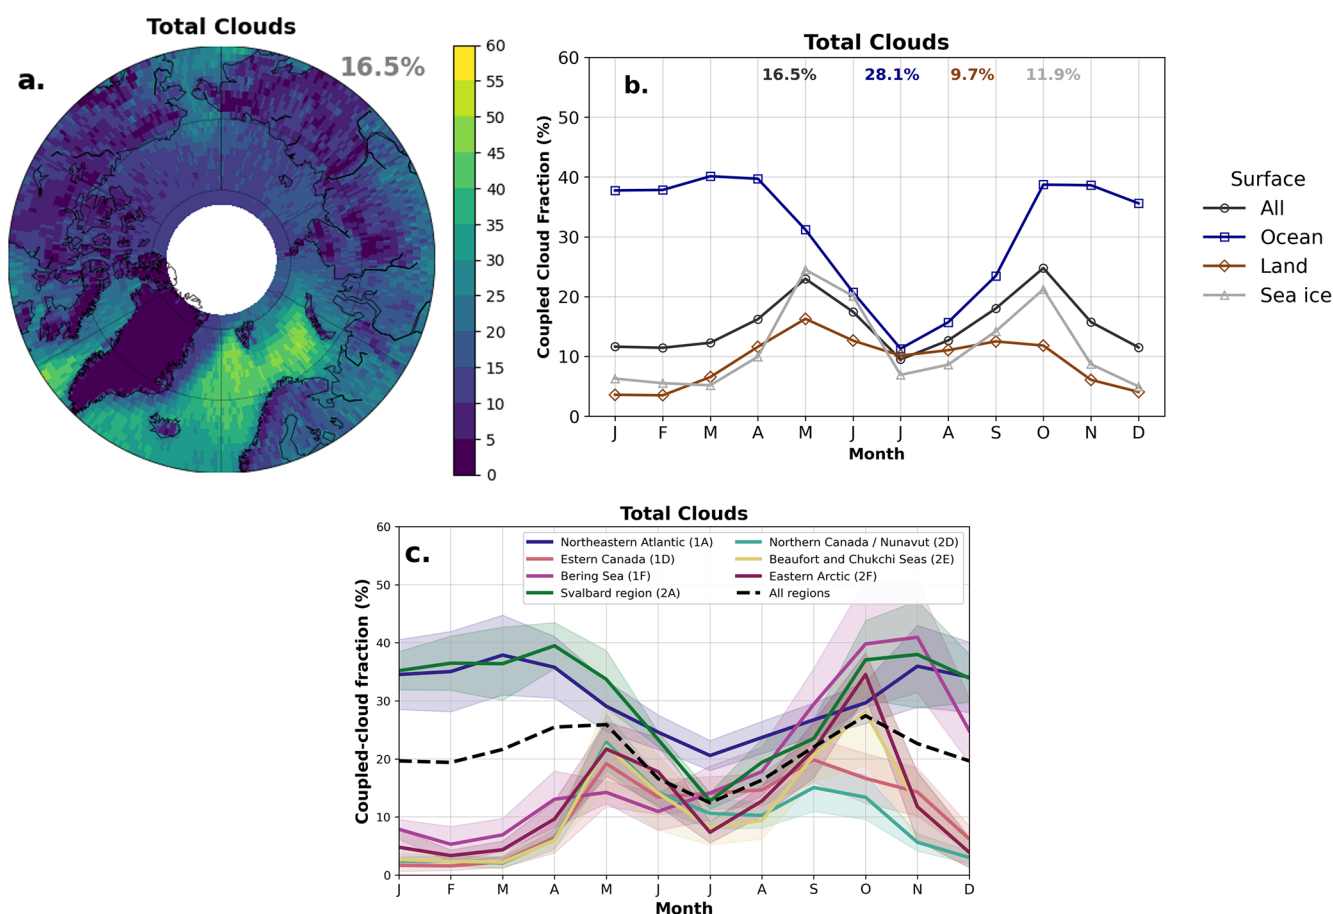 Total Clouds
a.
16.5%
60
55
50
45
40
35
30
25
20
15
10
5
0
Total Clouds
b.
16.5% 28.1% 9.7% 11.9%
Coupled Cloud Fraction (%)
60
50
40
30
20
10
0
J F M A M J J A S O N D
Month
Surface
All
Ocean
Land
Sea ice
Total Clouds
c.
Northeastern Atlantic (1A)
Estern Canada (1D)
Bering Sea (1F)
Svalbard region (2A)
Northern Canada / Nunavut (2D)
Beaufort and Chukchi Seas (2E)
Eastern Arctic (2F)
All regions
Coupled-cloud fraction (%)
60
50
40
30
20
10
0
J F M A M J J A S O N D
Month